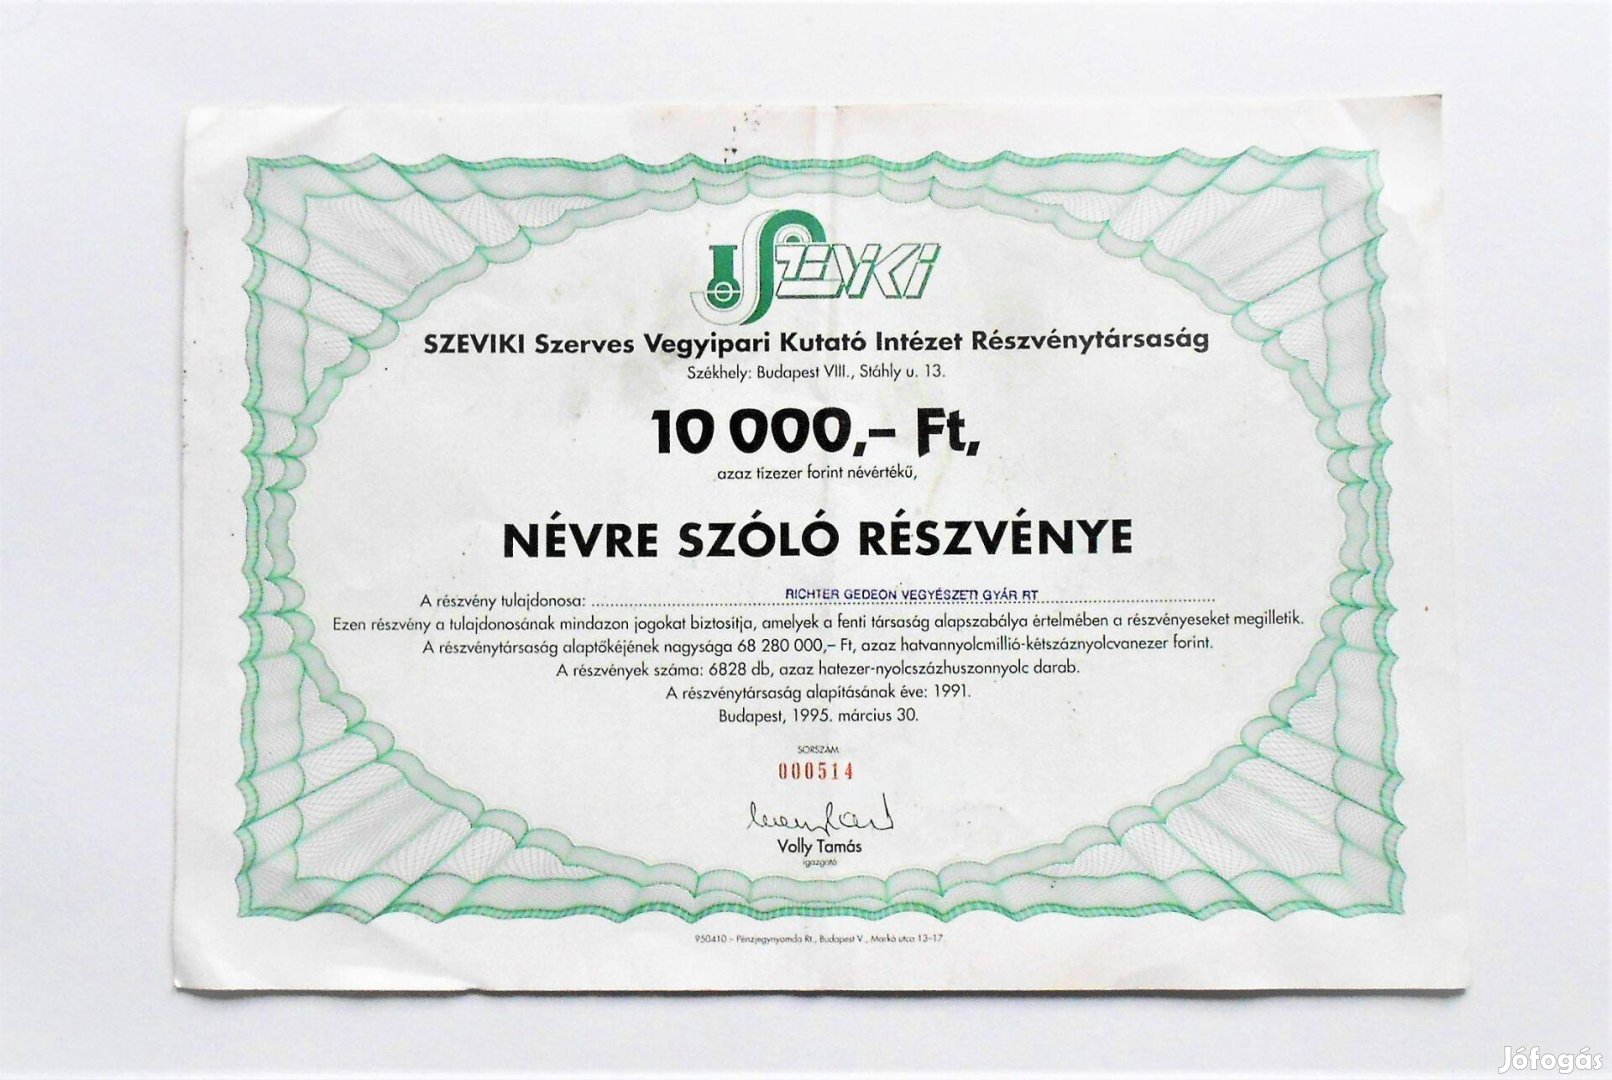 SZEVIKI
SZEVIKI Szerves Vegyipari Kutató Intézet Részvénytársaság
Székhely: Budapest VIII., Stáhly u. 13.
10 000,– Ft,
azaz tízezer forint névértékű,
NÉVRE SZÓLÓ RÉSZVÉNYE
A részvény tulajdonosa: RICHTER GEDEON VEGYÉSZETI GYÁR RT
Ezen részvény a tulajdonosának mindazon jogokat biztosítja, amelyek a fenti társaság alapszabálya értelmében a részvényeseket megilletik.
A részvénytársaság alaptőkéjének nagysága 68 280 000,– Ft, azaz hatvannyolcmillió-kétszáznyolcvanezer forint.
A részvények száma: 6828 db, azaz hatezer-nyolcszázhuszonnyolc darab.
A részvénytársaság alapításának éve: 1991.
Budapest, 1995. március 30.
SORSZÁM:
000514
Volly Tamás
igazgató
950410 – Pénzjegynyomda Rt., Budapest V., Markó utca 13–17.
Jófogás